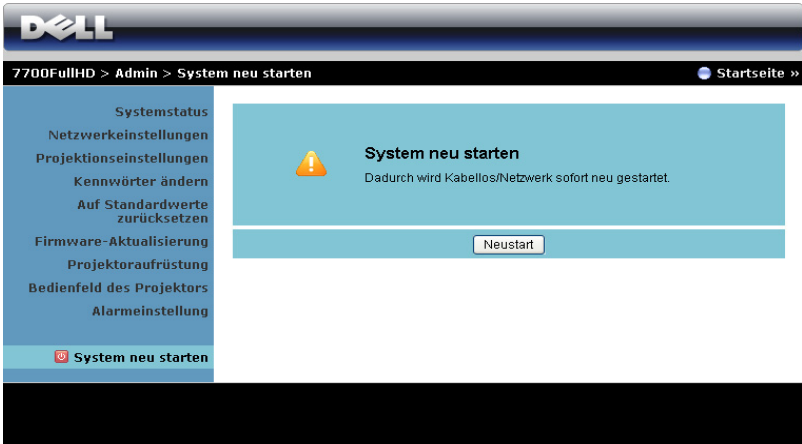 DELL
7700FullHD > Admin > System neu starten
Startseite »
Systemstatus
Netzwerkeinstellungen
Projektionseinstellungen
Kennwörter ändern
Auf Standardwerte
zurücksetzen
Firmware-Aktualisierung
Projektoraufrüstung
Bedienfeld des Projektors
Alarmeinstellung
System neu starten
System neu starten
Dadurch wird Kabellos/Netzwerk sofort neu gestartet.
Neustart